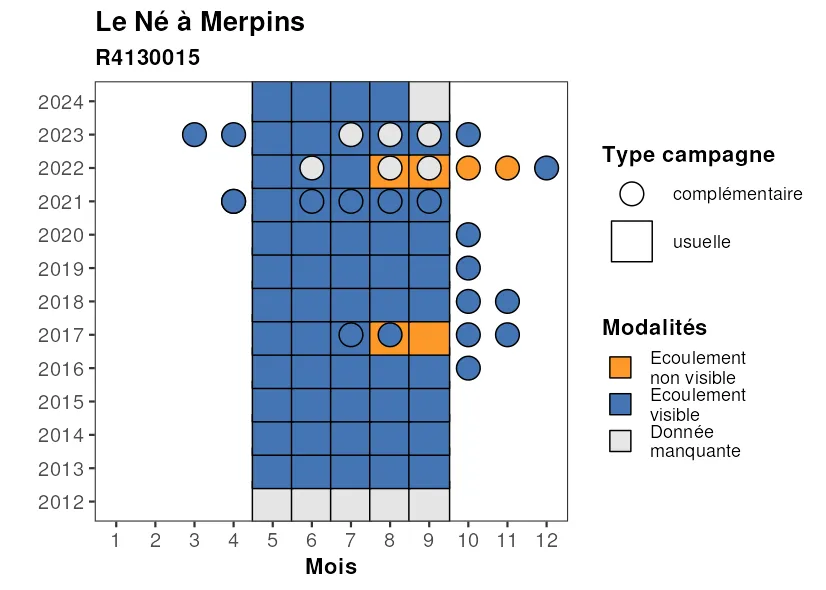 Le Né à Merpins
R4130015
2024
2023
2022
2021
2020
2019
2018
2017
2016
2015
2014
2013
2012
1 2 3 4 5 6 7 8 9 10 11 12
Mois
Type campagne
complémentaire
usuelle
Modalités
Ecoulement
non visible
Ecoulement
visible
Donnée
manquante